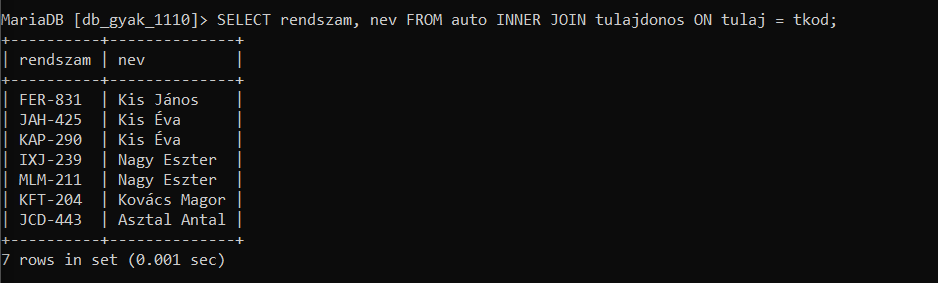 MariaDB [db_gyak_1110]> SELECT rendszam, nev FROM auto INNER JOIN tulajdonos ON tulaj = tkod;
+----------+--------------+
| rendszam | nev          |
+----------+--------------+
| FER-831  | Kis János    |
| JAH-425  | Kis Éva      |
| KAP-290  | Kis Éva      |
| IXJ-239  | Nagy Eszter  |
| MLM-211  | Nagy Eszter  |
| KFT-204  | Kovács Magor |
| JCD-443  | Asztal Antal |
+----------+--------------+
7 rows in set (0.001 sec)